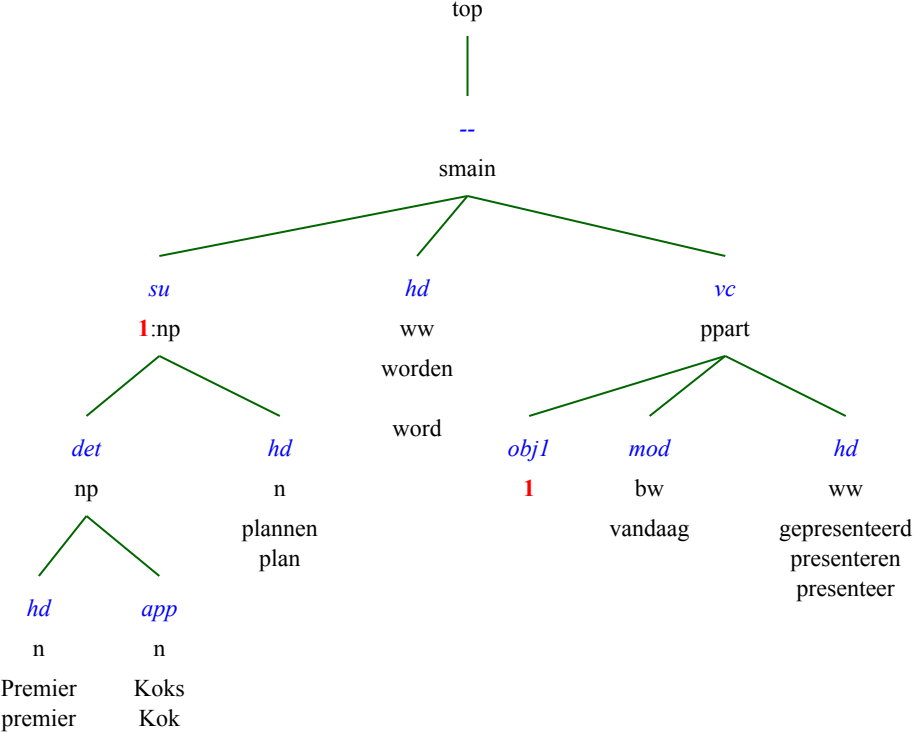 top
--
smain
su hd vc
1:np ww ppart
worden
word
det hd obj1 mod hd
np n 1 bw ww
plannen vandaag gepresenteerd
plan presenteren
presenteer
hd app
n n
Premier Koks
premier Kok